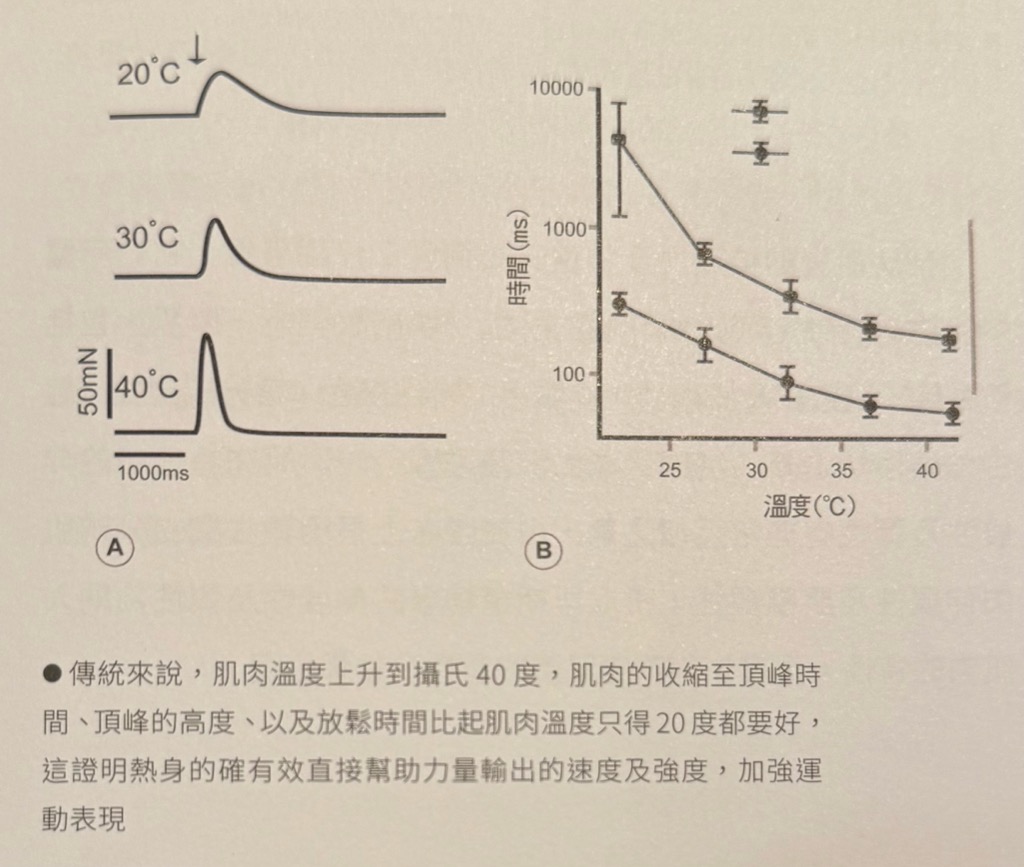 20°C
30°C
50mN
40°C
1000ms
A
10000
1000
100
時間(ms)
25 30 35 40
溫度(℃)
B
●傳統來說，肌肉溫度上升到攝氏 40 度，肌肉的收縮至頂峰時
間、頂峰的高度、以及放鬆時間比起肌肉溫度只得 20 度都要好，
這證明熱身的確有效直接幫助力量輸出的速度及強度，加強運
動表現